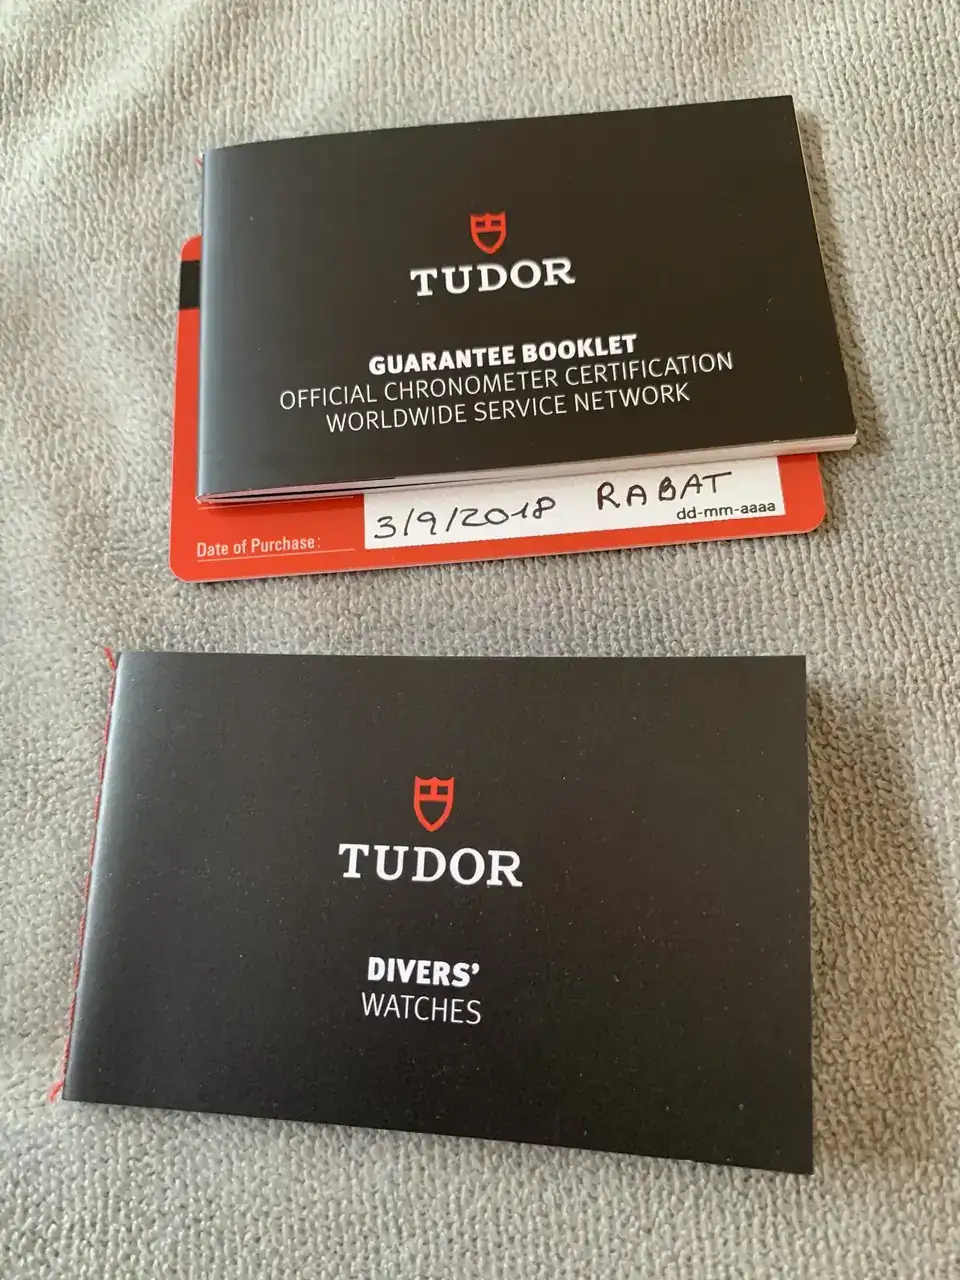 TUDOR
GUARANTEE BOOKLET
OFFICIAL CHRONOMETER CERTIFICATION
WORLDWIDE SERVICE NETWORK
3/9/2018 RABAT
dd-mm-aaaa
Date of Purchase:
TUDOR
DIVERS’
WATCHES